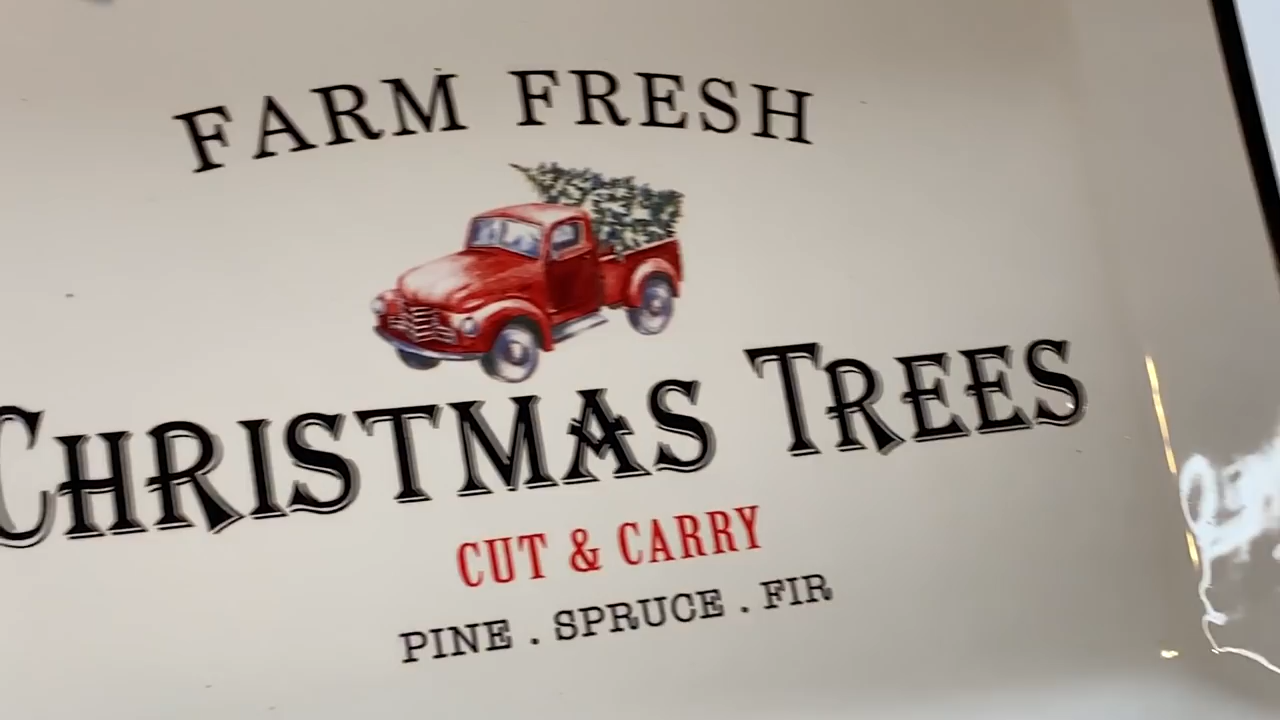 FARM FRESH
CHRISTMAS TREES
CUT & CARRY
PINE . SPRUCE . FIR